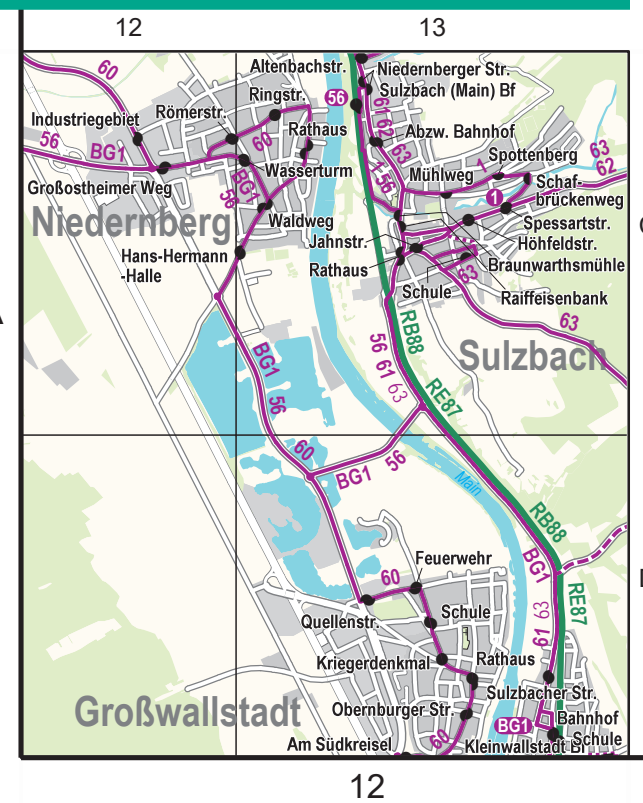 12
13
60
Altenbachstr.
Niedernberger Str.
Sulzbach (Main) Bf
Ringstr.
56
Römerstr.
Industriegebiet
61 62
63
Rathaus
Abzw. Bahnhof
56
BG1
60
Spottenberg
63
62
Mühlweg
1
1 56
Wasserturm
Großostheimer Weg
BG1
56
Schaf-
brückenweg
1
Niedernberg
Waldweg
Spessartstr.
Jahnstr.
Höhfeldstr.
Hans-Hermann
-Halle
Rathaus
Braunwarthsmühle
63
Schule
Raiffeisenbank
63
RB88
56 61 63
BG1
56
Sulzbach
RE87
60
BG1
56
Main
RB88
BG1
Feuerwehr
60
RE87
61 63
Quellenstr.
Schule
Kriegerdenkmal
Rathaus
Sulzbacher Str.
Großwallstadt
Obernburger Str.
BG1
Bahnhof
Schule
Am Südkreisel
60
Kleinwallstadt Bf
12